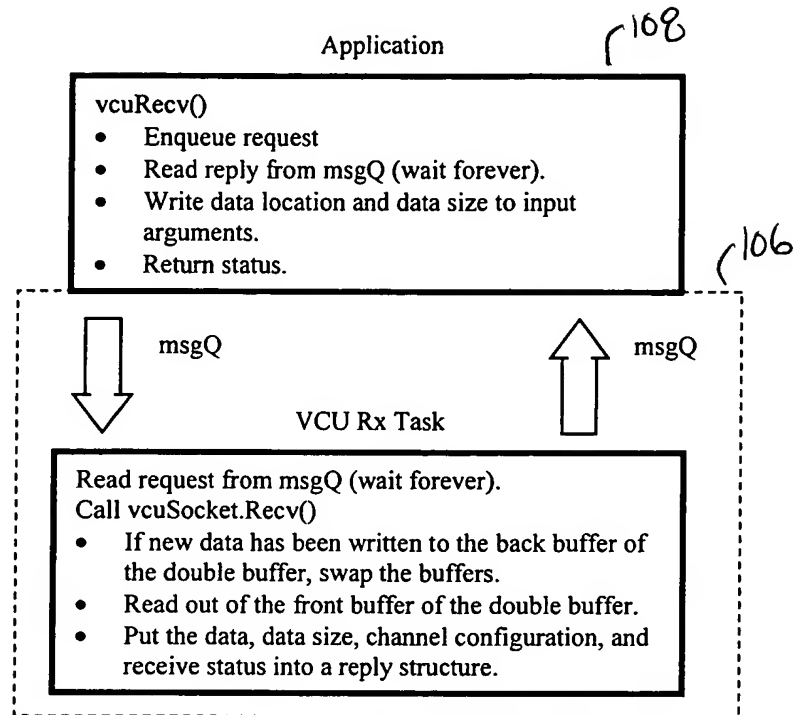 Application
108
vcuRecv()
• Enqueue request
• Read reply from msgQ (wait forever).
• Write data location and data size to input
arguments.
• Return status.
106
msgQ
msgQ
VCU Rx Task
Read request from msgQ (wait forever).
Call vcuSocket.Recv()
• If new data has been written to the back buffer of
the double buffer, swap the buffers.
• Read out of the front buffer of the double buffer.
• Put the data, data size, channel configuration, and
receive status into a reply structure.